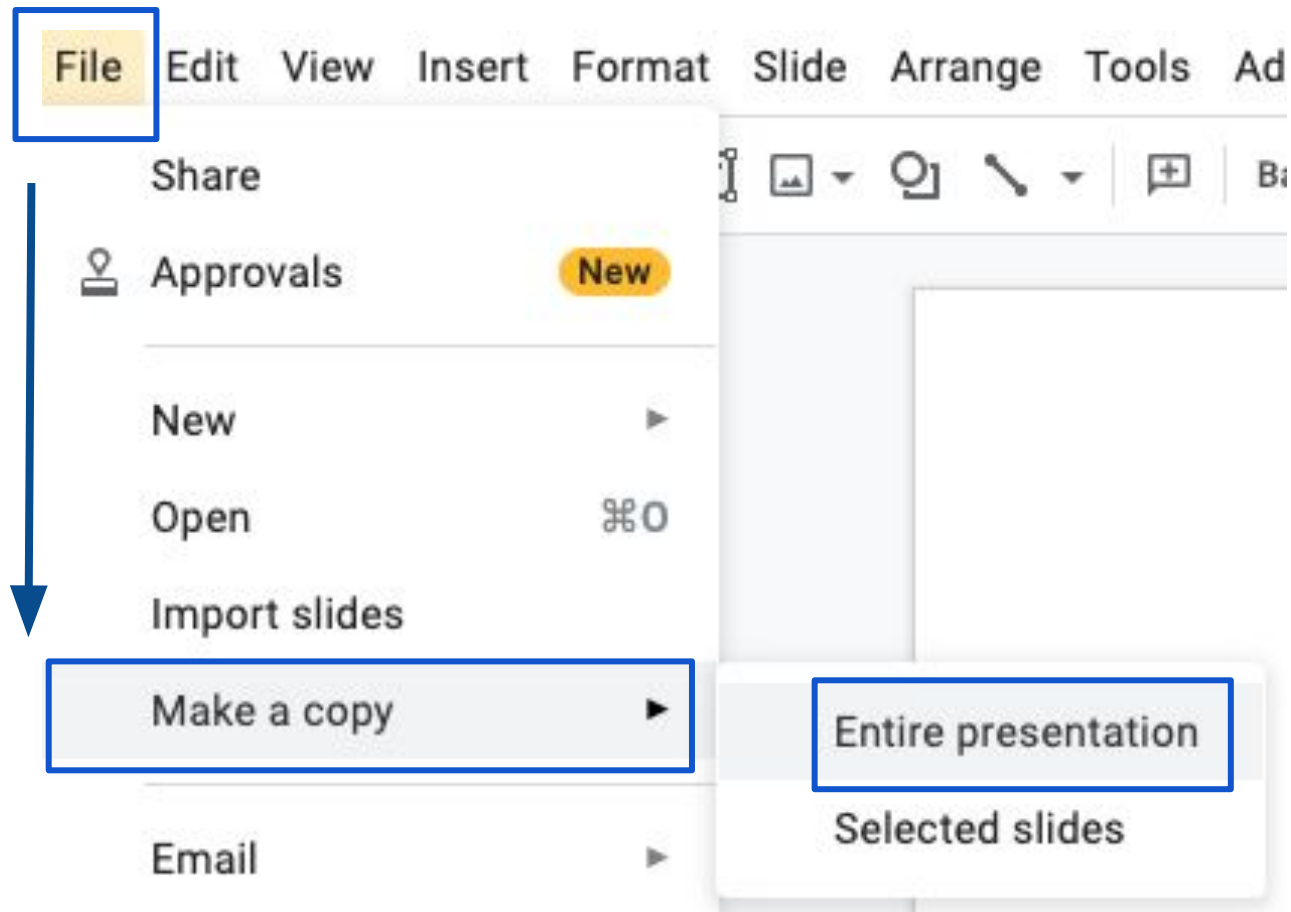 File Edit View Insert Format Slide Arrange Tools
Share
Approvals New
New
Open ⌘O
Import slides
Make a copy
Entire presentation
Selected slides
Email